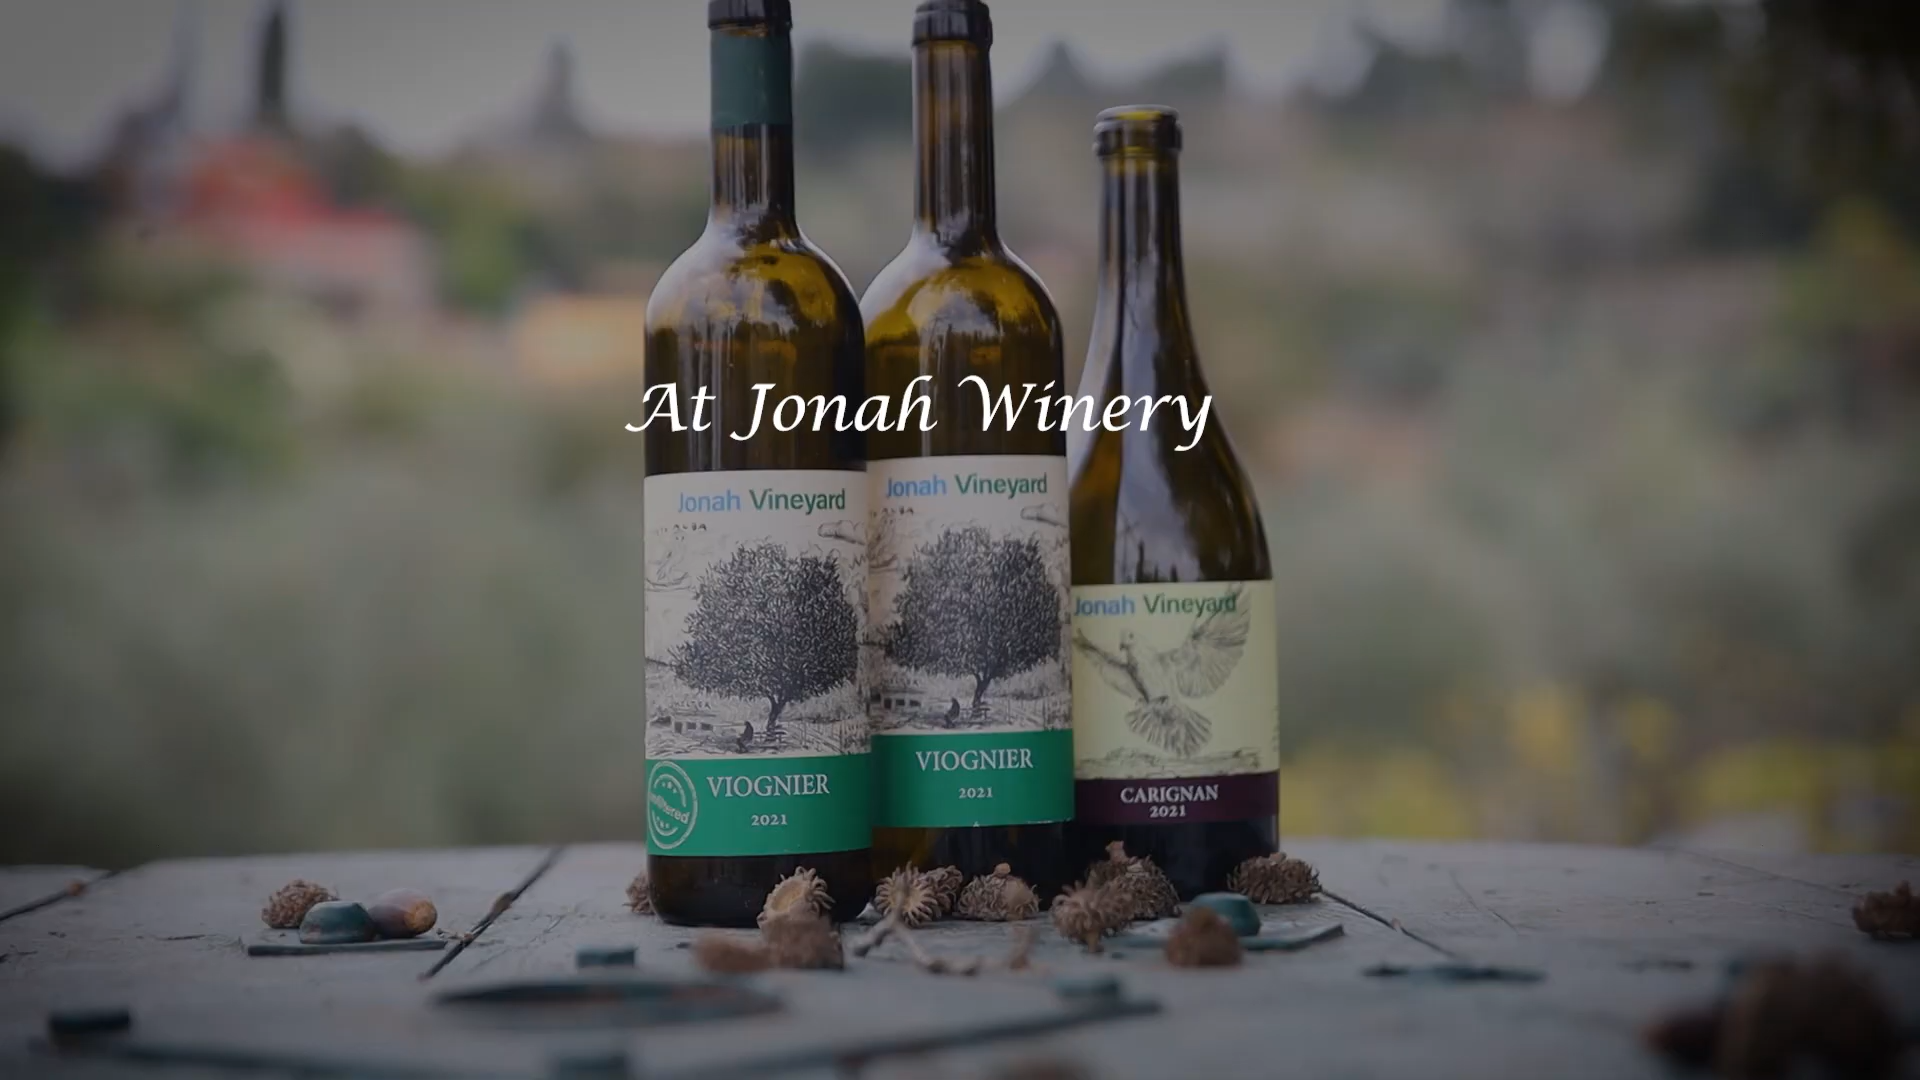 At Jonah Winery
Jonah Vineyard
VIOGNIER
2021
Jonah Vineyard
VIOGNIER
2021
Jonah Vineyard
CARIGNAN
2021